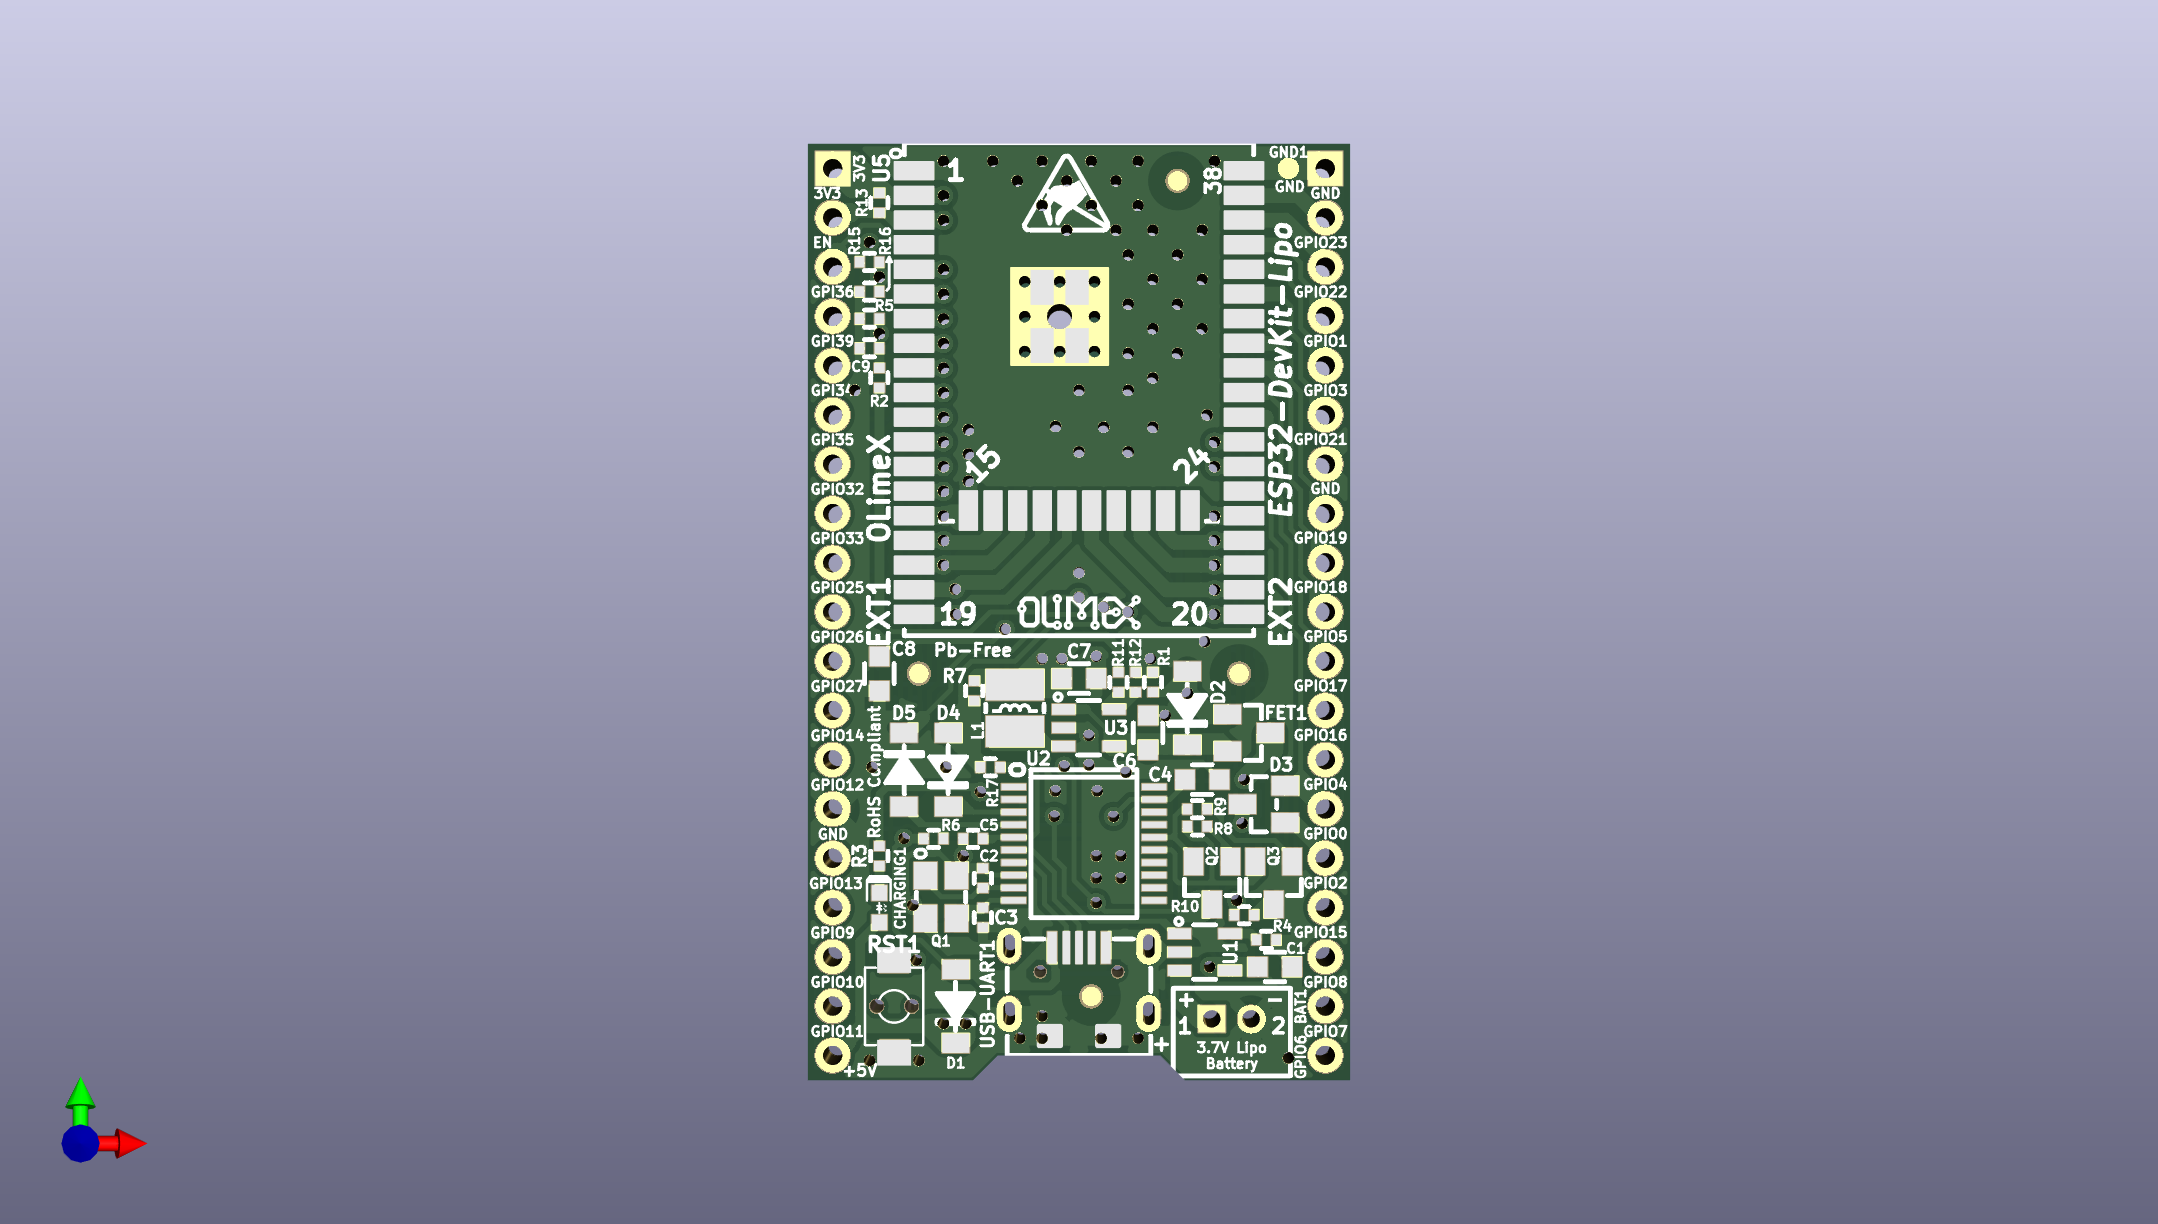 3V3
U5
1
38
GND1
GND
3V3
R13
GND
EN
R15
R16
GPIO23
GPI36
R5
GPIO22
GPI39
GPIO1
C9
GPI34
R2
GPIO3
GPI35
GPIO21
OLimex
ESP32-DevKit-Lipo
15
24
GPIO32
GND
GPIO33
GPIO19
GPIO25
GPIO18
EXT1
19
OLIMEX
20
EXT2
GPIO26
GPIO5
C8
Pb-Free
C7
R11
R12
R1
R7
GPIO27
GPIO17
D2
D5
D4
L1
U3
FET1
GPIO14
GPIO16
RoHS Compliant
U2
C6
C4
D3
GPIO12
GPIO4
R17
R9
R6
C5
R8
GND
GPIO0
R3
C2
Q2
Q3
GPIO13
GPIO2
CHARGING1
R10
C3
R4
GPIO9
GPIO15
RST1
Q1
U1
C1
GPIO10
GPIO8
USB-UART1
+
-
BAT1
1
2
GPIO11
GPIO7
+
3.7V Lipo
Battery
GPIO6
+5V
D1